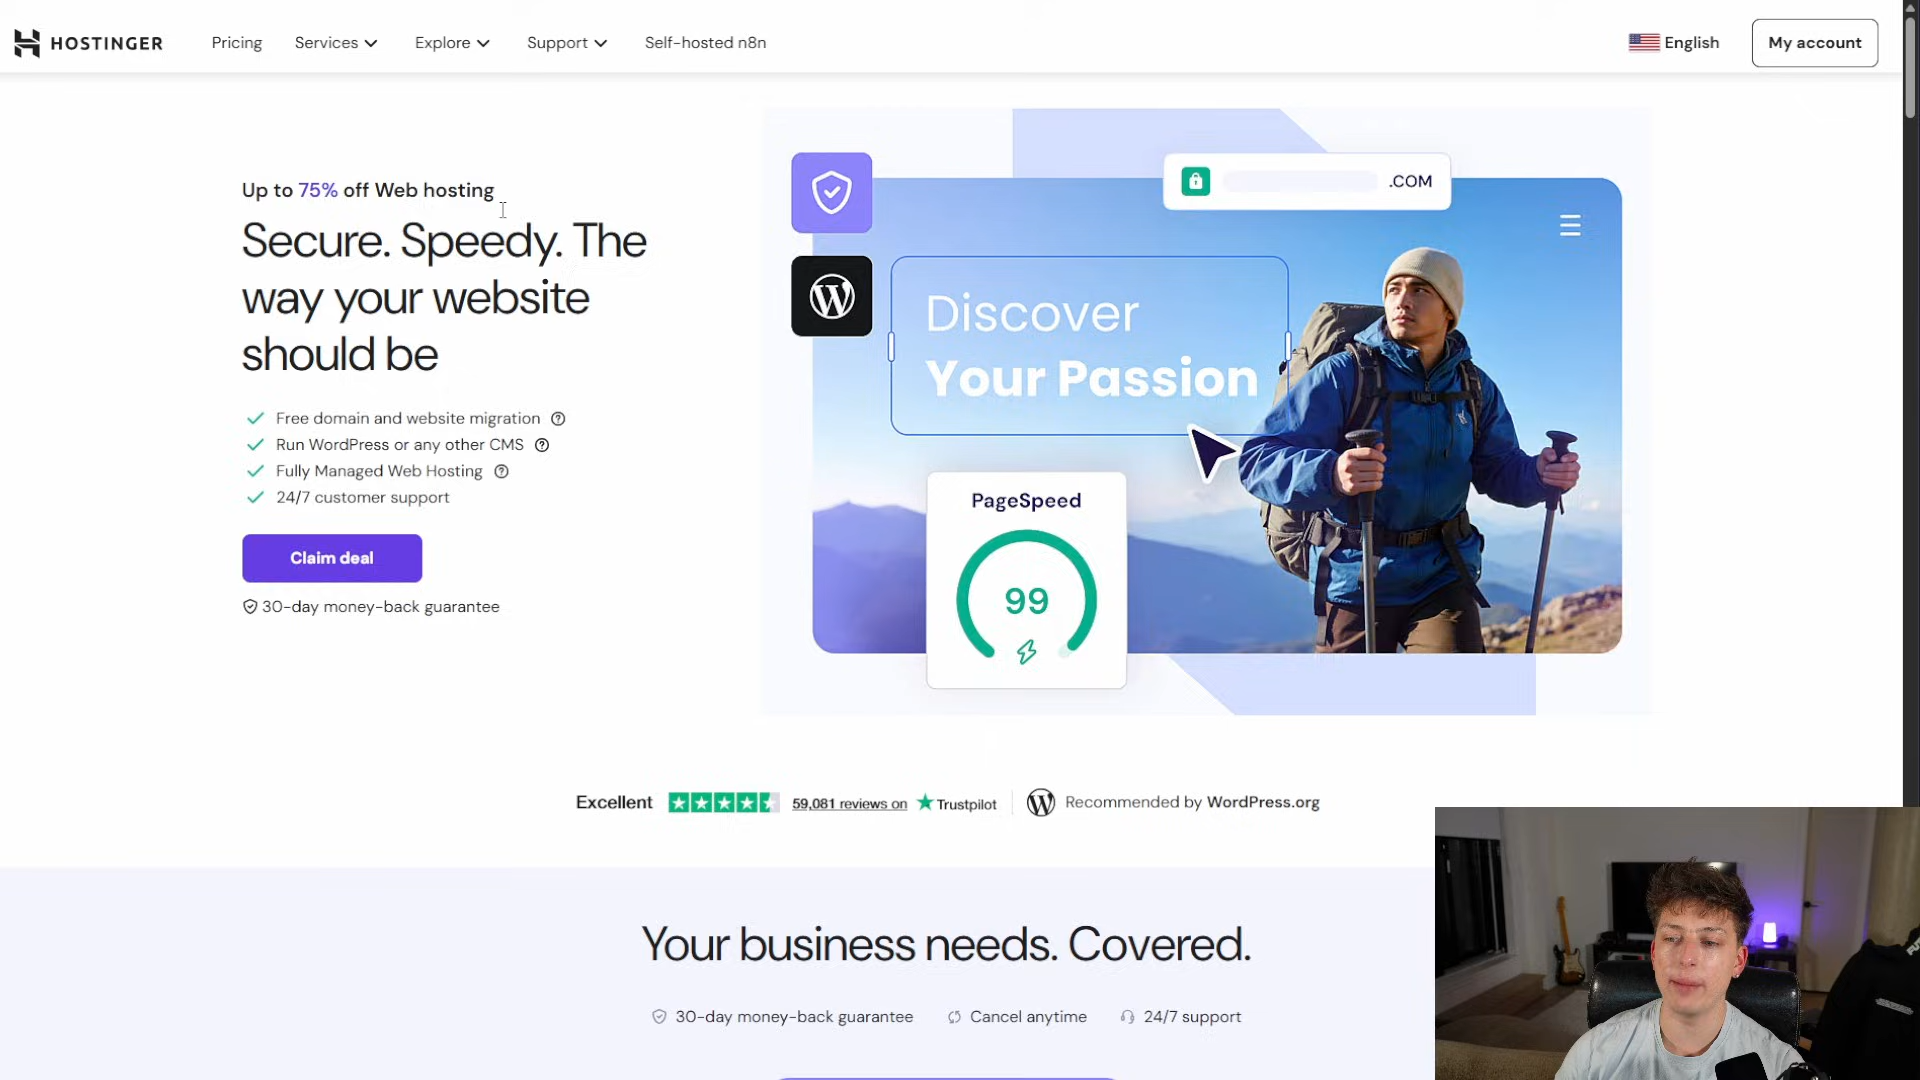 HOSTINGER
Pricing
Services
Explore
Support
Self-hosted n8n
English
My account
Up to 75% off Web hosting
Secure. Speedy. The
way your website
should be
Free domain and website migration
Run WordPress or any other CMS
Fully Managed Web Hosting
24/7 customer support
Claim deal
30-day money-back guarantee
.COM
Discover
Your Passion
PageSpeed
99
Excellent
59,081 reviews on
Trustpilot
Recommended by WordPress.org
Your business needs. Covered.
30-day money-back guarantee
Cancel anytime
24/7 support